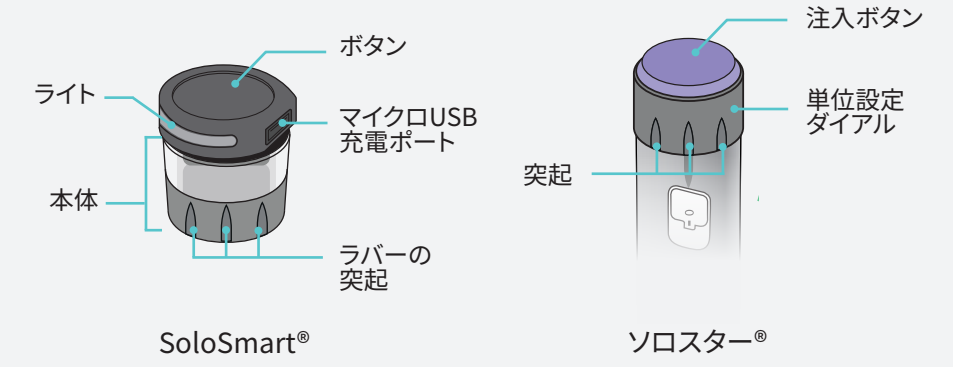 ボタン
ライト
マイクロUSB
充電ポート
本体
ラバーの
突起
SoloSmart®
注入ボタン
単位設定
ダイアル
突起
ソロスター®